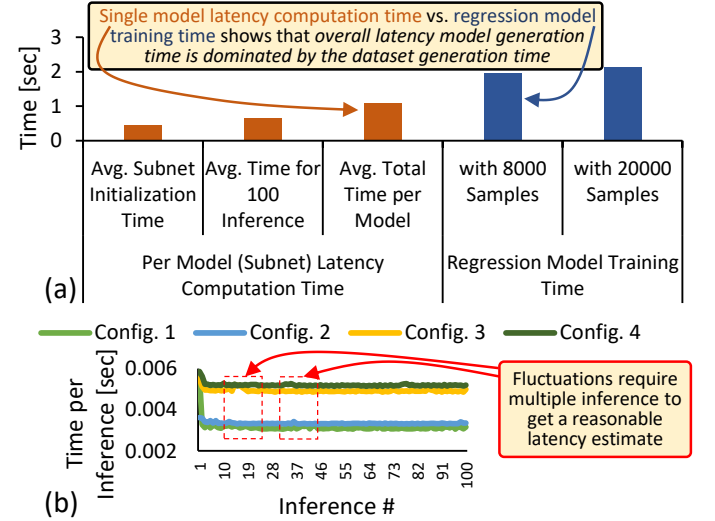 Single model latency computation time vs. regression model
training time shows that overall latency model generation
time is dominated by the dataset generation time
Time [sec]
3
2
1
0
Avg. Subnet
Initialization
Time
Avg. Time for
100
Inference
Avg. Total
Time per
Model
with 8000
Samples
with 20000
Samples
Per Model (Subnet) Latency
Computation Time
Regression Model Training
Time
(a)
Config. 1 Config. 2 Config. 3 Config. 4
Time per
Inference [sec]
0.006
0.004
0.002
1 10 19 28 37 46 55 64 73 82 91 100
Inference #
Fluctuations require
multiple inference to
get a reasonable
latency estimate
(b)